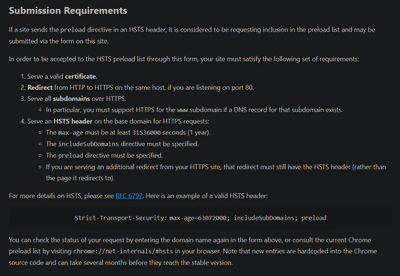 Submission Requirements
If a site sends the preload directive in an HSTS header, it is considered to be requesting inclusion in the preload list and may be
submitted via the form on this site.
In order to be accepted to the HSTS preload list through this form, your site must satisfy the following set of requirements:
1. Serve a valid certificate.
2. Redirect from HTTP to HTTPS on the same host, if you are listening on port 80.
3. Serve all subdomains over HTTPS.
In particular, you must support HTTPS for the www subdomain if a DNS record for that subdomain exists.
4. Serve an HSTS header on the base domain for HTTPS requests:
The max-age must be at least 31536000 seconds (1 year).
The includeSubDomains directive must be specified.
The preload directive must be specified.
If you are serving an additional redirect from your HTTPS site, that redirect must still have the HSTS header (rather than
the page it redirects to).
For more details on HSTS, please see RFC 6797. Here is an example of a valid HSTS header:
Strict-Transport-Security: max-age=63072000; includeSubDomains; preload
You can check the status of your request by entering the domain name again in the form above, or consult the current Chrome
preload list by visiting chrome://net-internals/#hsts in your browser. Note that new entries are hardcoded into the Chrome
source code and can take several months before they reach the stable version.